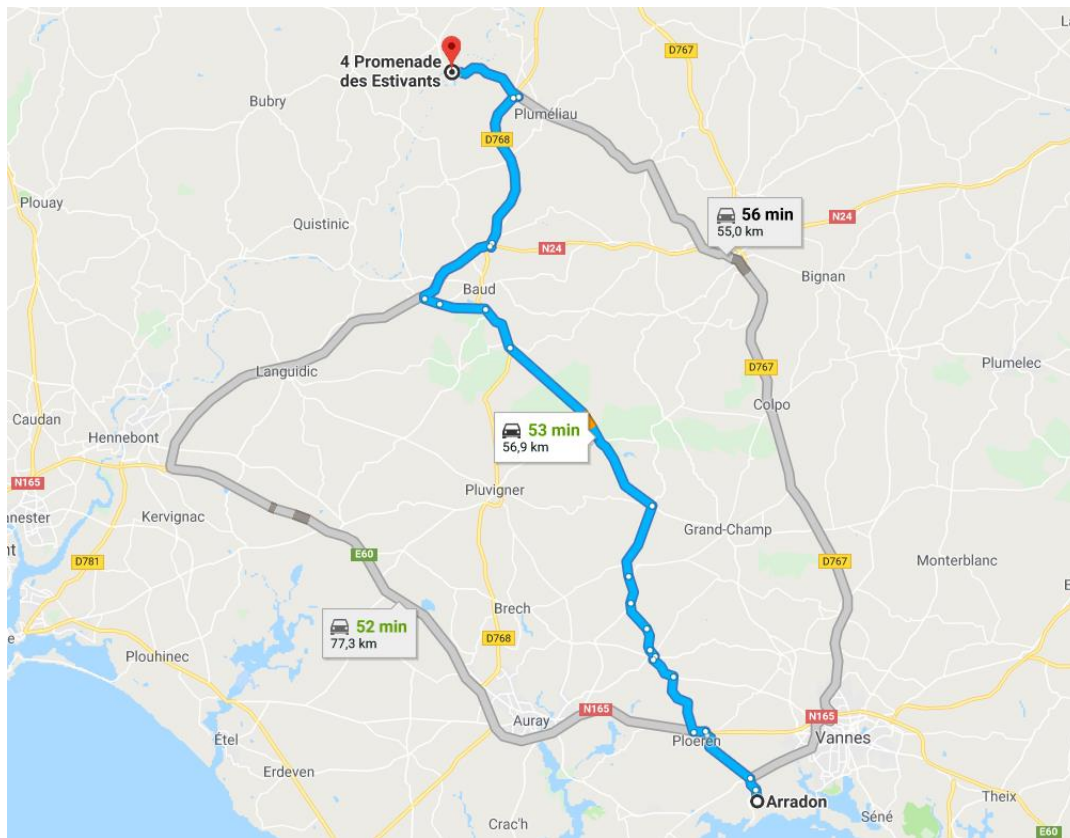 La
D767
4 Promenade
des Estivants
Bubry
Pluméliau
D768
Plouay
56 min
55,0 km
Quistinic
N24
N24
Bignan
Baud
Plumelec
Languidic
D767
Colpo
Caudan
Hennebont
53 min
56,9 km
N165
Pluvigner
nnester
Kervignac
Grand-Champ
nt
E60
D781
D767
Monterblanc
E
Brech
52 min
77,3 km
D768
e
Plouhinec
N165
N165
Auray
Ploeren
Vannes
Étel
Erdeven
Arradon
Theix
Séné
Crac'h
E60